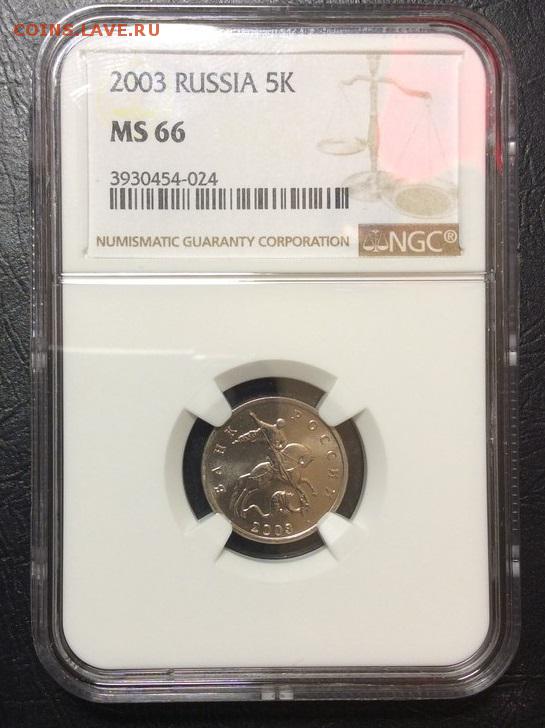 COINS.LAVE.RU
2003 RUSSIA 5K
MS 66
3930454-024
NUMISMATIC GUARANTY CORPORATION NGC®
БАНК РОССИИ
2003